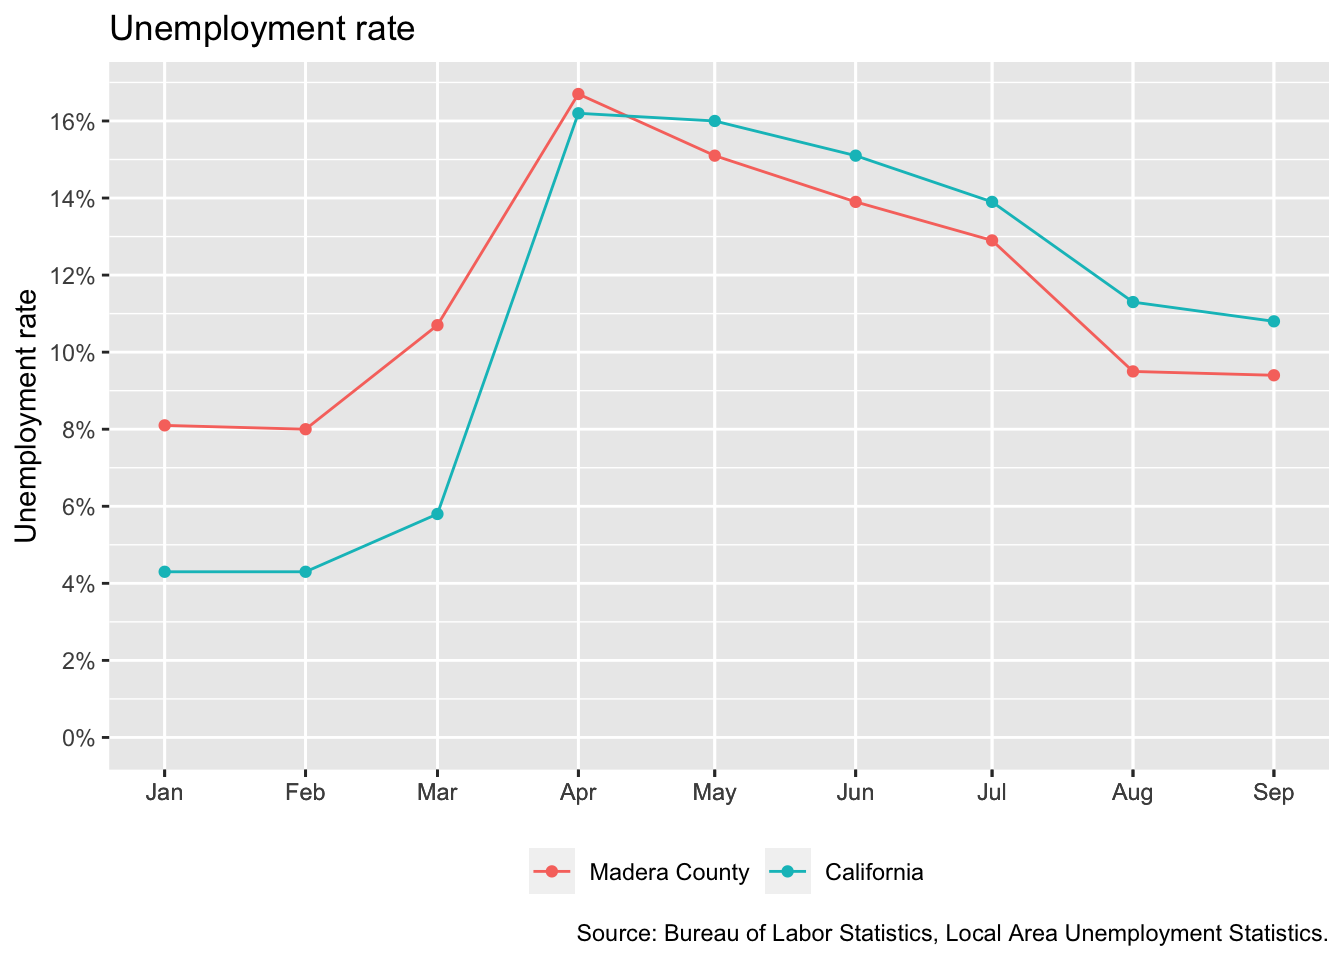 Unemployment rate
Unemployment rate
16%
14%
12%
10%
8%
6%
4%
2%
0%
Jan Feb Mar Apr May Jun Jul Aug Sep
Madera County California
Source: Bureau of Labor Statistics, Local Area Unemployment Statistics.